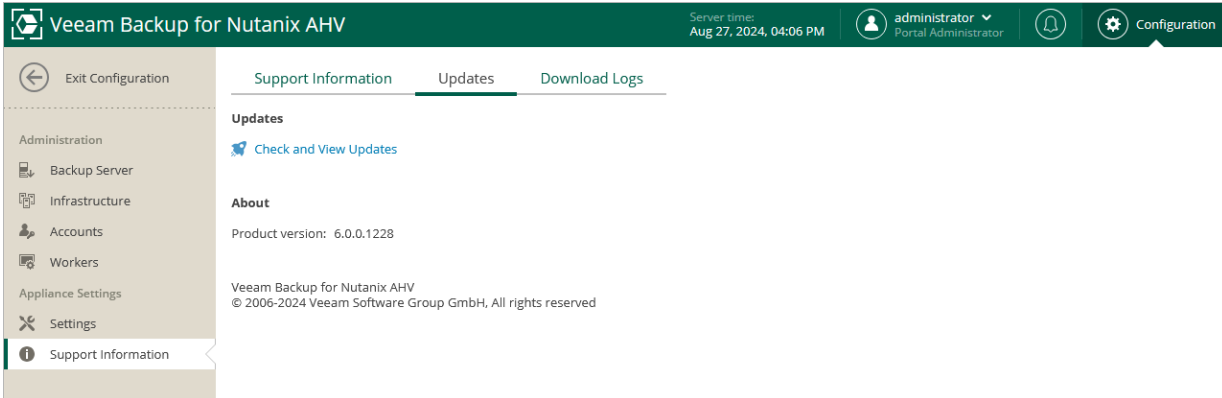 Veeam Backup for Nutanix AHV
Server time:
Aug 27, 2024, 04:06 PM
administrator
Portal Administrator
Configuration
Exit Configuration
Administration
Backup Server
Infrastructure
Accounts
Workers
Appliance Settings
Settings
Support Information
Support Information Updates Download Logs
Updates
Check and View Updates
About
Product version: 6.0.0.1228
Veeam Backup for Nutanix AHV
© 2006-2024 Veeam Software Group GmbH, All rights reserved